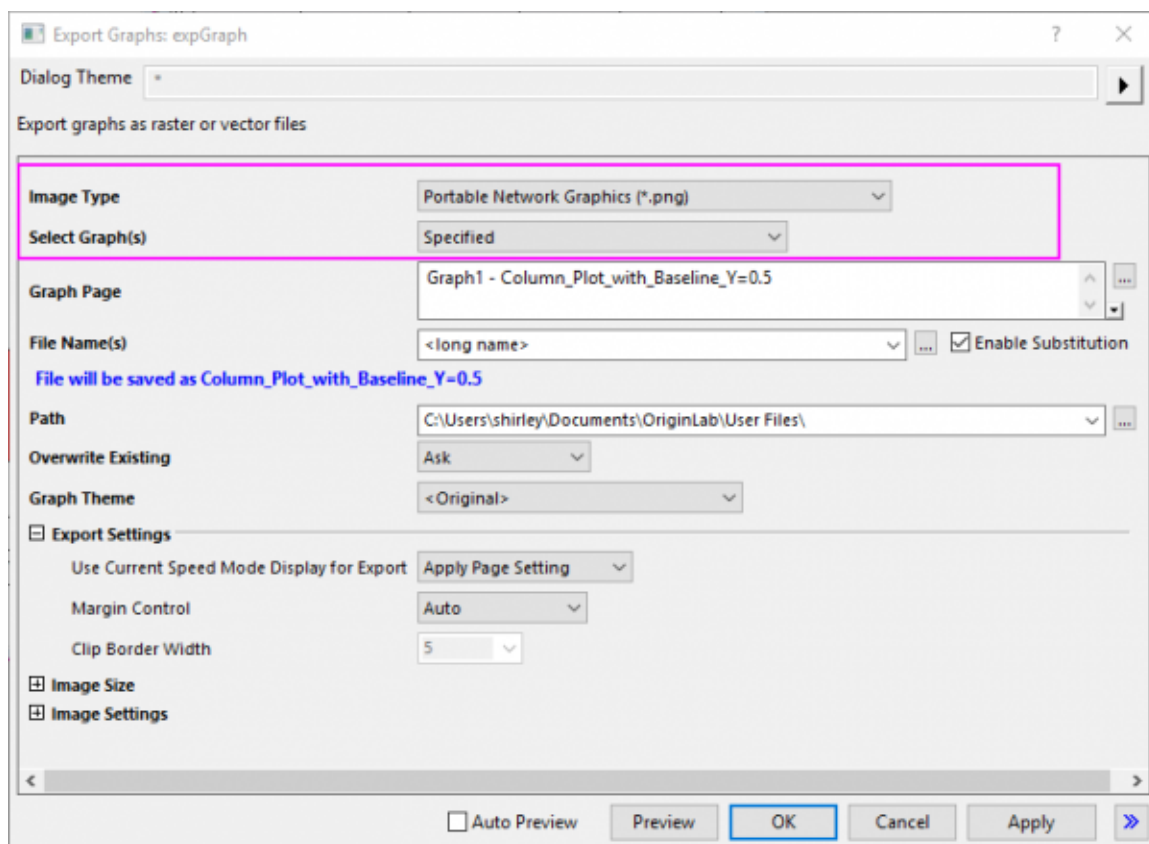 Export Graphs: expGraph
Dialog Theme *
Export graphs as raster or vector files
Image Type Portable Network Graphics (*.png)
Select Graph(s) Specified
Graph Page Graph1 - Column_Plot_with_Baseline_Y=0.5
File Name(s) <long name> ... Enable Substitution
File will be saved as Column_Plot_with_Baseline_Y=0.5
Path C:\Users\shirley\Documents\OriginLab\User Files\
Overwrite Existing Ask
Graph Theme <Original>
Export Settings
Use Current Speed Mode Display for Export Apply Page Setting
Margin Control Auto
Clip Border Width 5
Image Size
Image Settings
Auto Preview Preview OK Cancel Apply